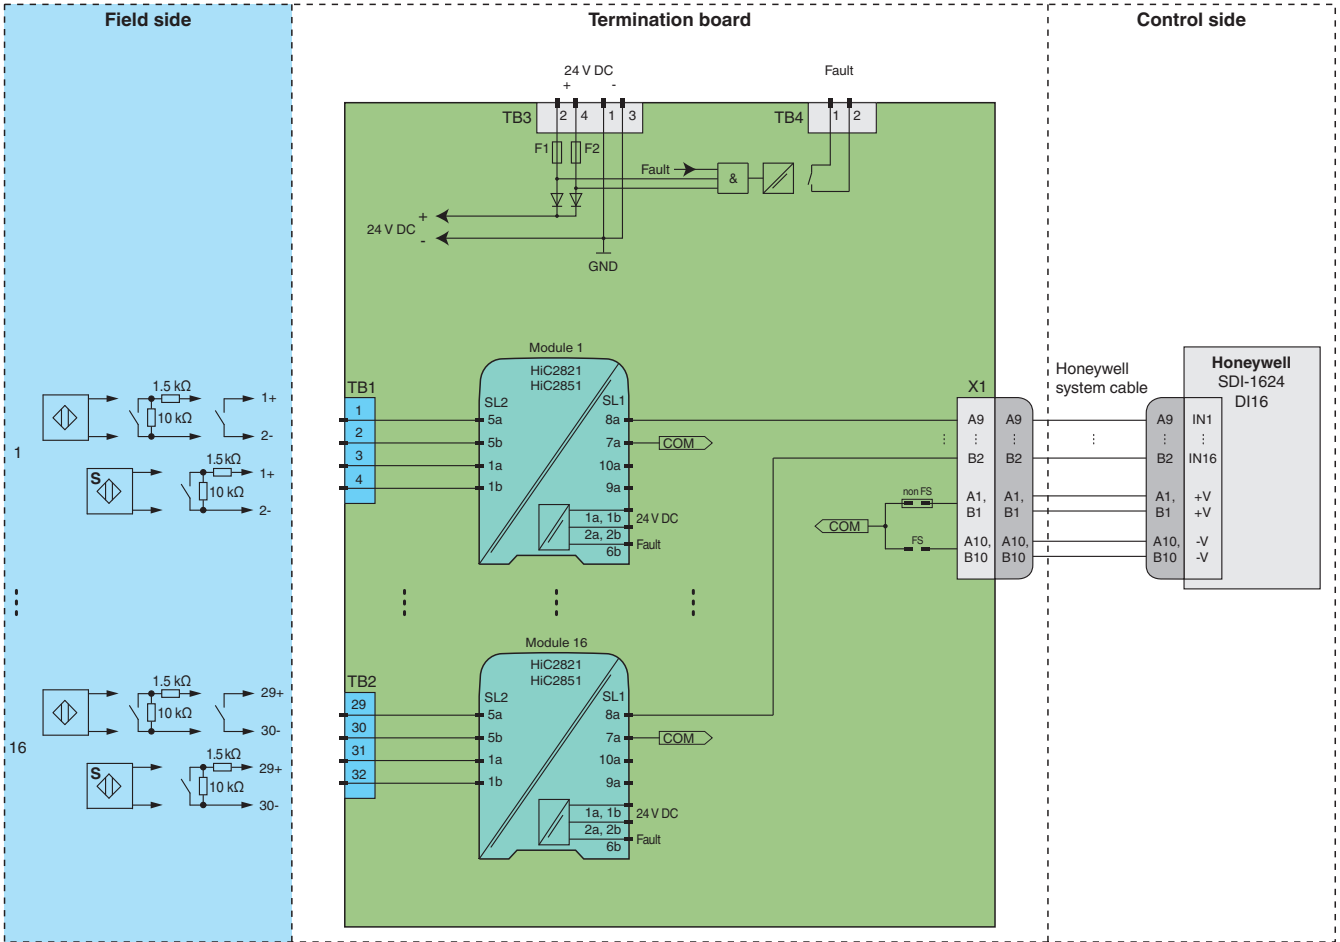 Field side
Termination board
Control side
24 V DC
+ -
Fault
TB3 2 4 1 3
TB4 1 2
F1 F2
Fault
&
+
24 V DC
-
GND
Module 1
HiC2821
HiC2851
TB1
1
2
3
4
SL2
5a
5b
1a
1b
SL1
8a
7a
10a
9a
COM
1a, 1b
2a, 2b
6b
24 V DC
Fault
1
1.5 kΩ
10 kΩ
1+
2-
S
1.5 kΩ
10 kΩ
1+
2-
X1
A9
B2
A1,
B1
A10,
B10
A9
B2
A1,
B1
A10,
B10
non FS
COM
FS
Honeywell
system cable
A9
B2
A1,
B1
A10,
B10
Honeywell
SDI-1624
DI16
IN1
IN16
+V
+V
-V
-V
Module 16
HiC2821
HiC2851
TB2
29
30
31
32
SL2
5a
5b
1a
1b
SL1
8a
7a
10a
9a
COM
1a, 1b
2a, 2b
6b
24 V DC
Fault
16
1.5 kΩ
10 kΩ
29+
30-
S
1.5 kΩ
10 kΩ
29+
30-